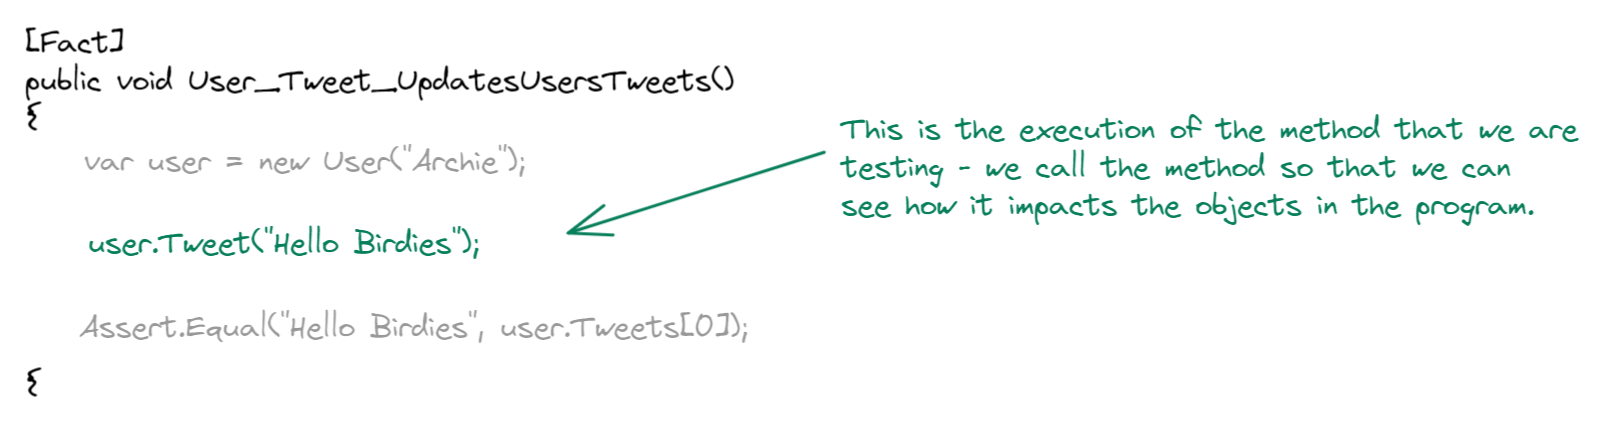 [Fact]
public void User_Tweet_UpdatesUsersTweets()
{
var user = new User("Archie");
user.Tweet("Hello Birdies");
Assert.Equal("Hello Birdies", user.Tweets[0]);
{
This is the execution of the method that we are
testing - we call the method so that we can
see how it impacts the objects in the program.